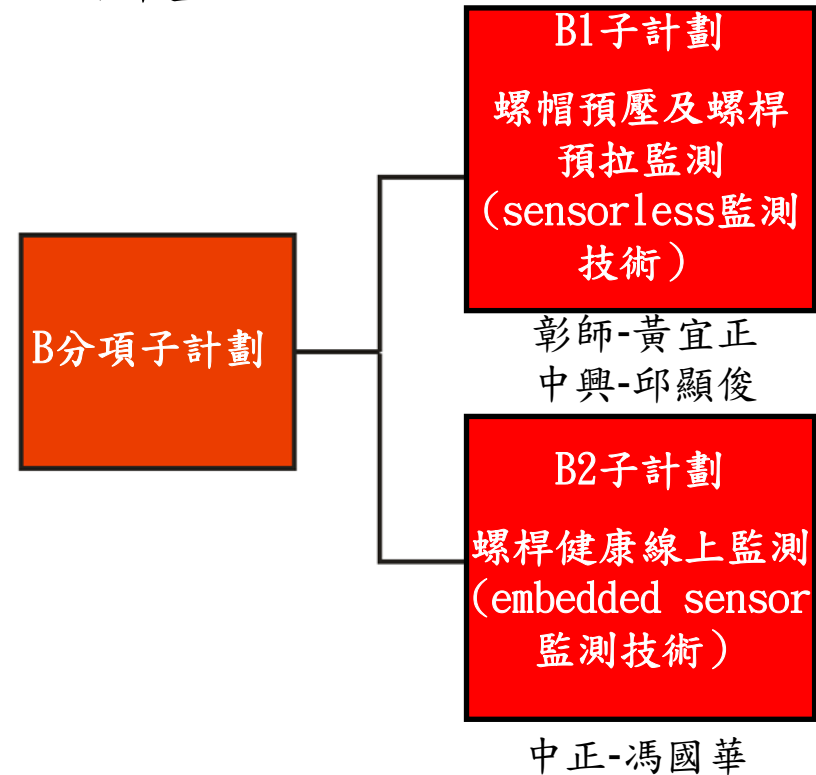 B1子計劃
螺帽預壓及螺桿
預拉監測
(sensorless監測
技術)
彰師-黃宜正
中興-邱顯俊
B分項子計劃
B2子計劃
螺桿健康線上監測
(embedded sensor
監測技術)
中正-馮國華